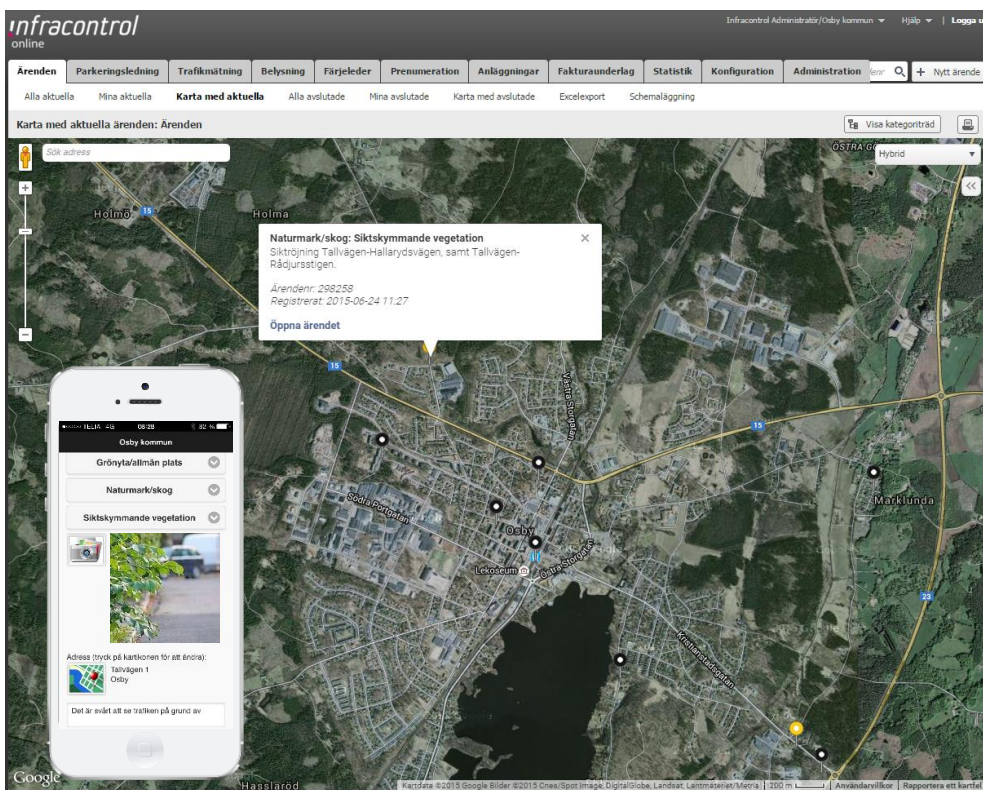 infracontrol
online
Infracontrol Administratör/Osby kommun Hjälp | Logga u
Ärenden Parkeringsledning Trafikmätning Belysning Färjeleder Prenumeration Anläggningar Fakturaunderlag Statistik Konfiguration Administration + Nytt ärende
Alla aktuella Mina aktuella Karta med aktuella Alla avslutade Mina avslutade Karta med avslutade Excelexport Schemaläggning
Karta med aktuella ärenden: Ärenden Visa kategoriträd
Sök adress
ÖSTRA G
Hybrid
Holmö
15
Holma
Naturmark/skog: Siktskymmande vegetation
Siktröjning Tallvägen-Hallarydsvägen, samt Tallvägen-
Rådjursstigen.
Ärendenr: 298258
Registrerat: 2015-06-24 11:27
Öppna ärendet
15
Västra Storgatan
15
Södra Portgatan
Osby
Marklunda
Lekoseum
Östra Storgatan
23
Kristianstadsgatan
TELIA 4G 08:28 82 %
Osby kommun
Grönyta/allmän plats
Naturmark/skog
Siktskymmande vegetation
Adress (tryck på kartikonen för att ändra):
Tallvägen 1
Osby
Det är svårt att se trafiken på grund av
Google
Hasslaröd
Kartdata ©2015 Google Bilder ©2015 Cnes/Spot Image, DigitalGlobe, Landsat, Lantmäteriet/Metria 200 m Användarvillkor Rapportera ett kartfel